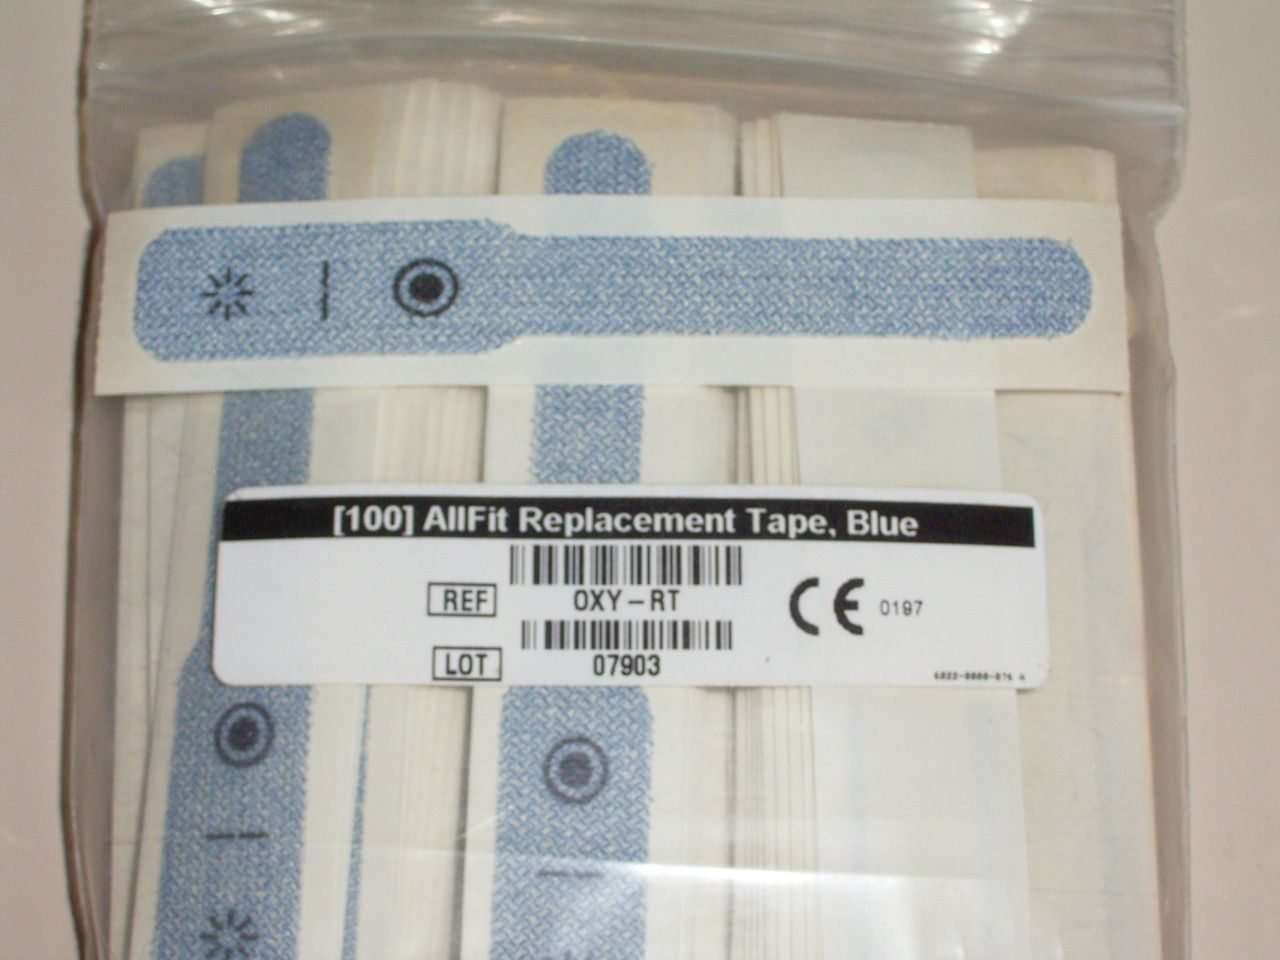 [100] AllFit Replacement Tape, Blue
REF OXY-RT
CE 0197
LOT 07903